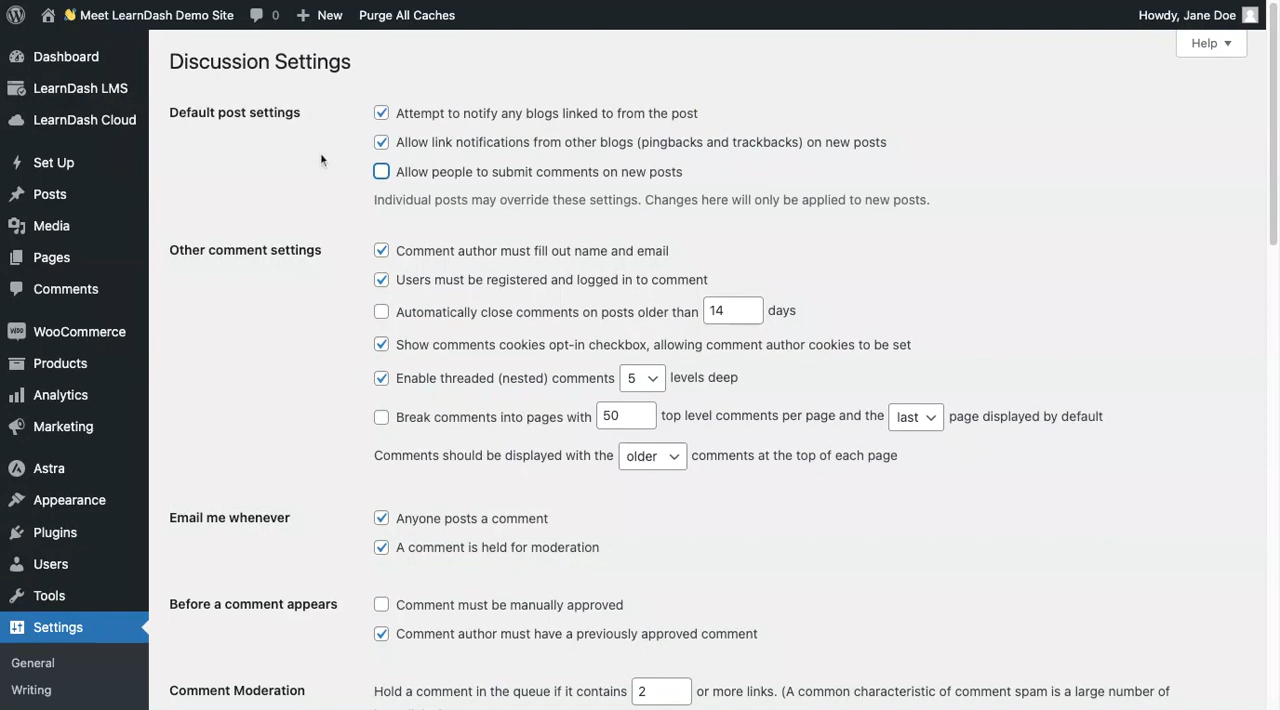 Meet LearnDash Demo Site 0 New Purge All Caches Howdy, Jane Doe
Help
Dashboard
LearnDash LMS
LearnDash Cloud
Set Up
Posts
Media
Pages
Comments
WOO WooCommerce
Products
Analytics
Marketing
Astra
Appearance
Plugins
Users
Tools
Settings
General
Writing
Discussion Settings
Default post settings
Attempt to notify any blogs linked to from the post
Allow link notifications from other blogs (pingbacks and trackbacks) on new posts
Allow people to submit comments on new posts
Individual posts may override these settings. Changes here will only be applied to new posts.
Other comment settings
Comment author must fill out name and email
Users must be registered and logged in to comment
Automatically close comments on posts older than 14 days
Show comments cookies opt-in checkbox, allowing comment author cookies to be set
Enable threaded (nested) comments 5 levels deep
Break comments into pages with 50 top level comments per page and the last page displayed by default
Comments should be displayed with the older comments at the top of each page
Email me whenever
Anyone posts a comment
A comment is held for moderation
Before a comment appears
Comment must be manually approved
Comment author must have a previously approved comment
Comment Moderation
Hold a comment in the queue if it contains 2 or more links. (A common characteristic of comment spam is a large number of